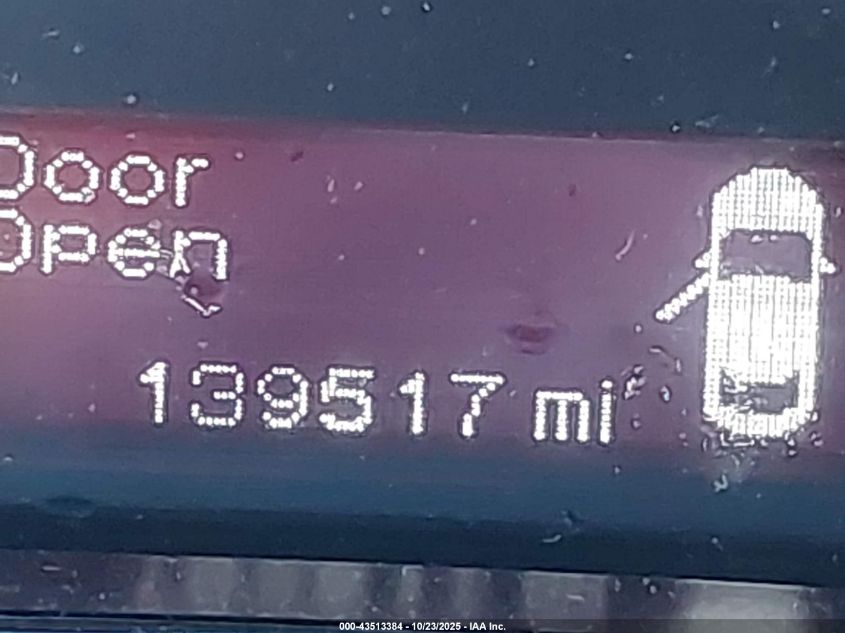 Door
Open
139517 mi
000-43513384 - 10/23/2025 - IAA Inc.